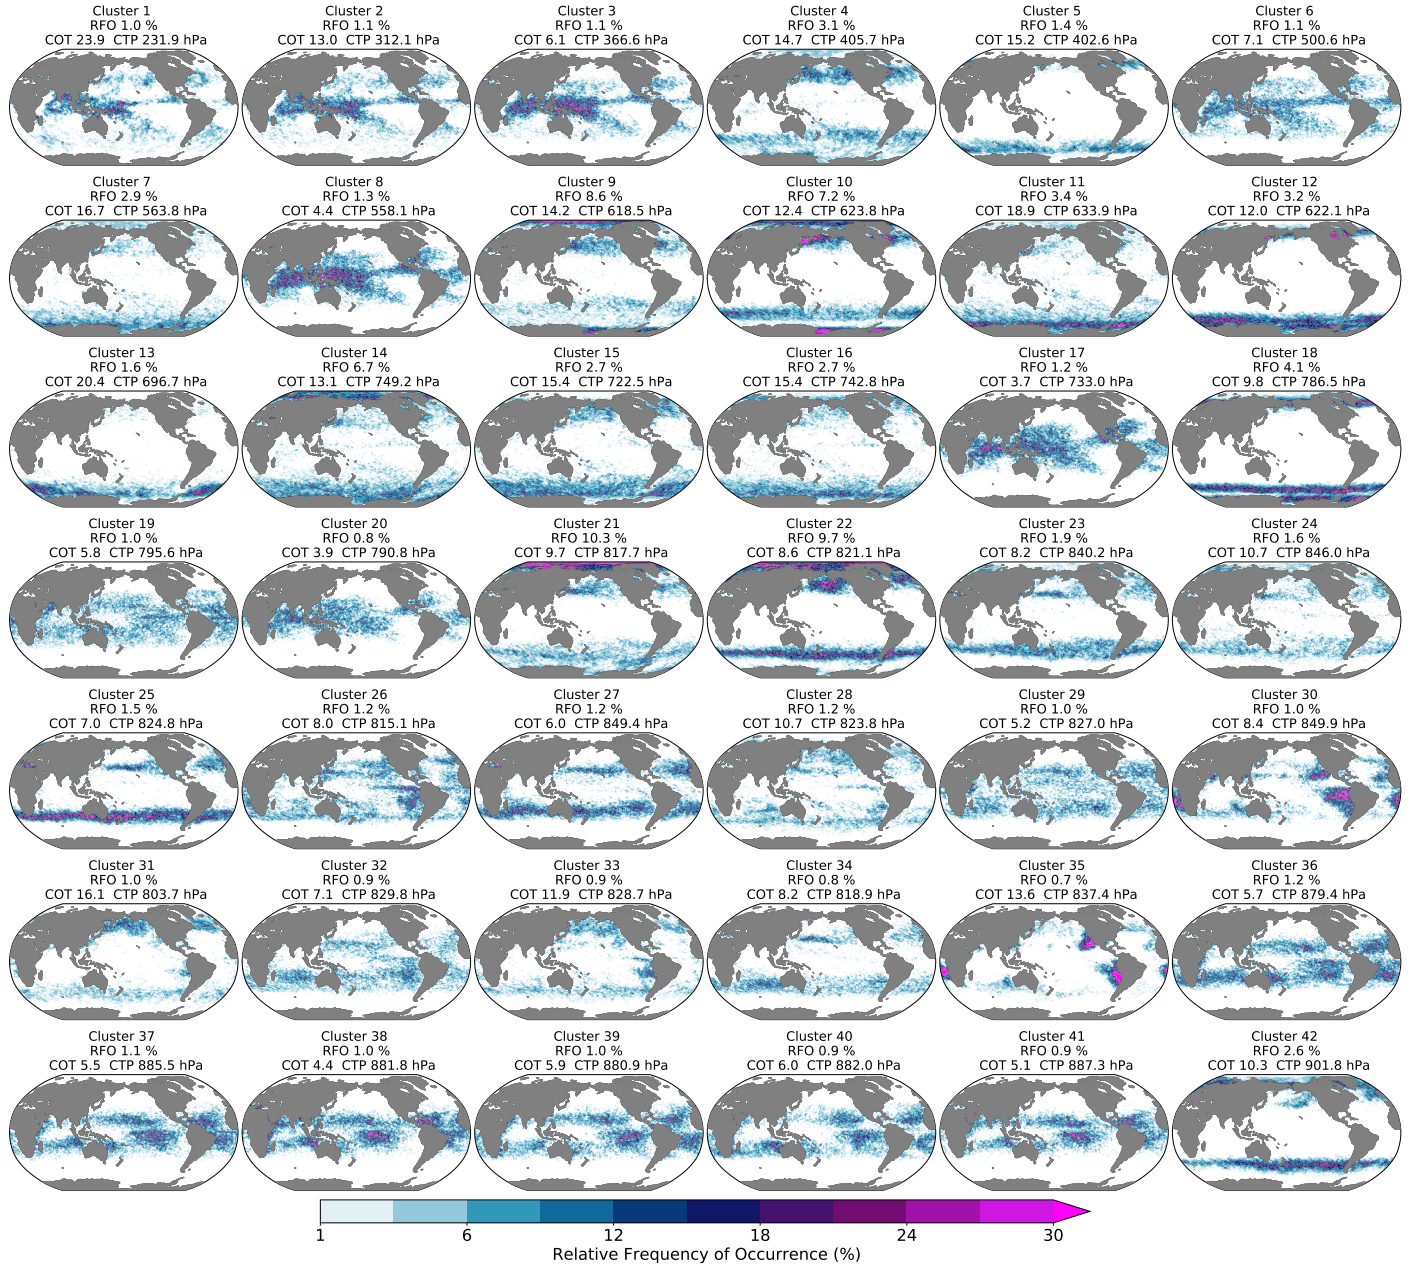 Cluster 1
RFO 1.0 %
COT 23.9 CTP 231.9 hPa
Cluster 2
RFO 1.1 %
COT 13.0 CTP 312.1 hPa
Cluster 3
RFO 1.1 %
COT 6.1 CTP 366.6 hPa
Cluster 4
RFO 3.1 %
COT 14.7 CTP 405.7 hPa
Cluster 5
RFO 1.4 %
COT 15.2 CTP 402.6 hPa
Cluster 6
RFO 1.1 %
COT 7.1 CTP 500.6 hPa
Cluster 7
RFO 2.9 %
COT 16.7 CTP 563.8 hPa
Cluster 8
RFO 1.3 %
COT 4.4 CTP 558.1 hPa
Cluster 9
RFO 8.6 %
COT 14.2 CTP 618.5 hPa
Cluster 10
RFO 7.2 %
COT 12.4 CTP 623.8 hPa
Cluster 11
RFO 3.4 %
COT 18.9 CTP 633.9 hPa
Cluster 12
RFO 3.2 %
COT 12.0 CTP 622.1 hPa
Cluster 13
RFO 1.6 %
COT 20.4 CTP 696.7 hPa
Cluster 14
RFO 6.7 %
COT 13.1 CTP 749.2 hPa
Cluster 15
RFO 2.7 %
COT 15.4 CTP 722.5 hPa
Cluster 16
RFO 2.7 %
COT 15.4 CTP 742.8 hPa
Cluster 17
RFO 1.2 %
COT 3.7 CTP 733.0 hPa
Cluster 18
RFO 4.1 %
COT 9.8 CTP 786.5 hPa
Cluster 19
RFO 1.0 %
COT 5.8 CTP 795.6 hPa
Cluster 20
RFO 0.8 %
COT 3.9 CTP 790.8 hPa
Cluster 21
RFO 10.3 %
COT 9.7 CTP 817.7 hPa
Cluster 22
RFO 9.7 %
COT 8.6 CTP 821.1 hPa
Cluster 23
RFO 1.9 %
COT 8.2 CTP 840.2 hPa
Cluster 24
RFO 1.6 %
COT 10.7 CTP 846.0 hPa
Cluster 25
RFO 1.5 %
COT 7.0 CTP 824.8 hPa
Cluster 26
RFO 1.2 %
COT 8.0 CTP 815.1 hPa
Cluster 27
RFO 1.2 %
COT 6.0 CTP 849.4 hPa
Cluster 28
RFO 1.2 %
COT 10.7 CTP 823.8 hPa
Cluster 29
RFO 1.0 %
COT 5.2 CTP 827.0 hPa
Cluster 30
RFO 1.0 %
COT 8.4 CTP 849.9 hPa
Cluster 31
RFO 1.0 %
COT 16.1 CTP 803.7 hPa
Cluster 32
RFO 0.9 %
COT 7.1 CTP 829.8 hPa
Cluster 33
RFO 0.9 %
COT 11.9 CTP 828.7 hPa
Cluster 34
RFO 0.8 %
COT 8.2 CTP 818.9 hPa
Cluster 35
RFO 0.7 %
COT 13.6 CTP 837.4 hPa
Cluster 36
RFO 1.2 %
COT 5.7 CTP 879.4 hPa
Cluster 37
RFO 1.1 %
COT 5.5 CTP 885.5 hPa
Cluster 38
RFO 1.0 %
COT 4.4 CTP 881.8 hPa
Cluster 39
RFO 1.0 %
COT 5.9 CTP 880.9 hPa
Cluster 40
RFO 0.9 %
COT 6.0 CTP 882.0 hPa
Cluster 41
RFO 0.9 %
COT 5.1 CTP 887.3 hPa
Cluster 42
RFO 2.6 %
COT 10.3 CTP 901.8 hPa
1 6 12 18 24 30
Relative Frequency of Occurrence (%)